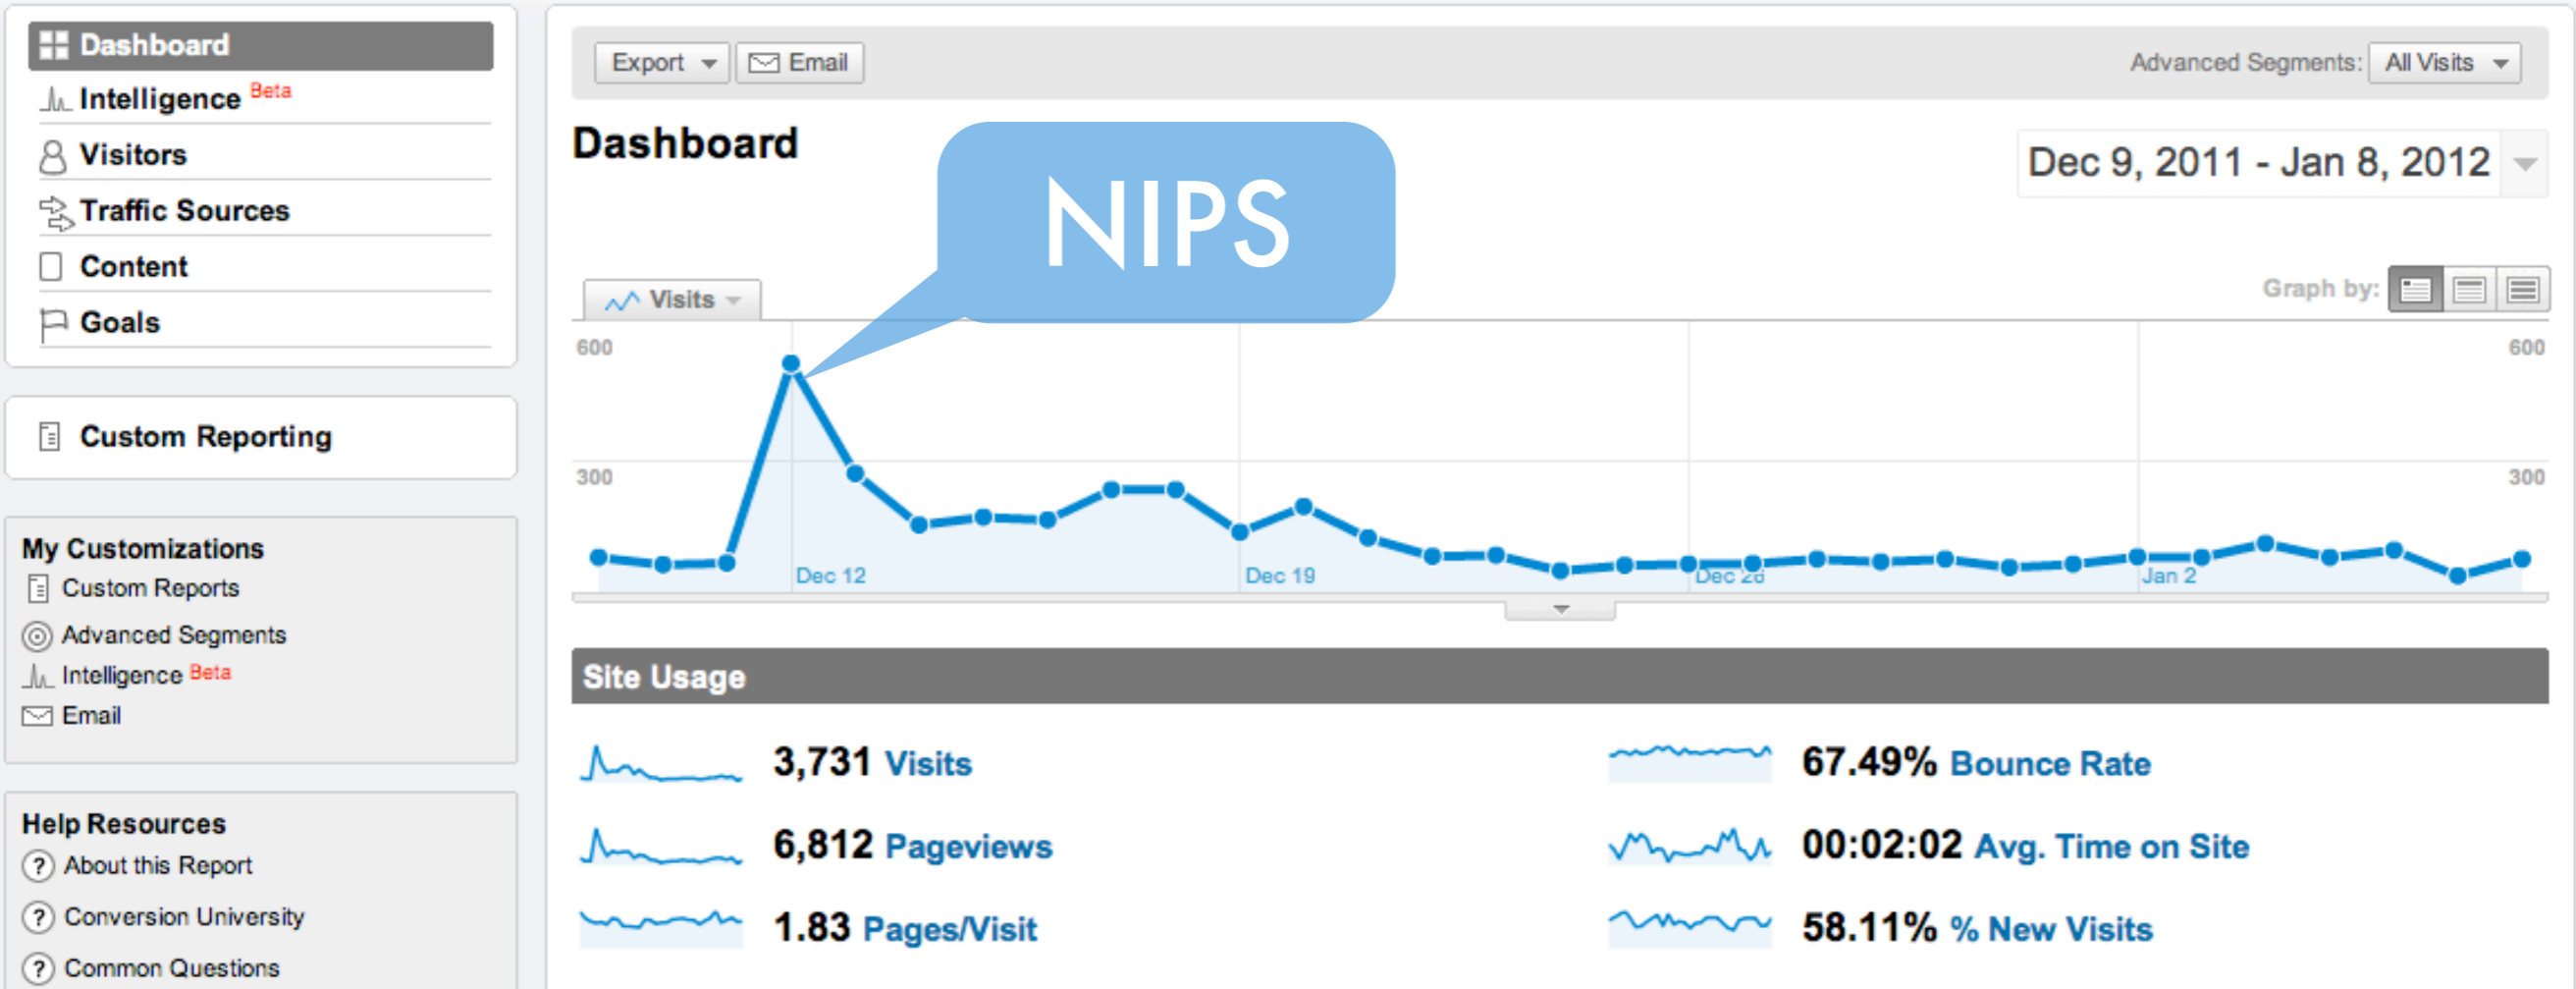 Dashboard
Intelligence Beta
Visitors
Traffic Sources
Content
Goals
Custom Reporting
My Customizations
Custom Reports
Advanced Segments
Intelligence Beta
Email
Help Resources
About this Report
Conversion University
Common Questions
Export Email Advanced Segments: All Visits
Dashboard
Dec 9, 2011 - Jan 8, 2012
NIPS
Visits Graph by:
600 600
300 300
Dec 12 Dec 19 Dec 26 Jan 2
Site Usage
3,731 Visits 67.49% Bounce Rate
6,812 Pageviews 00:02:02 Avg. Time on Site
1.83 Pages/Visit 58.11% % New Visits